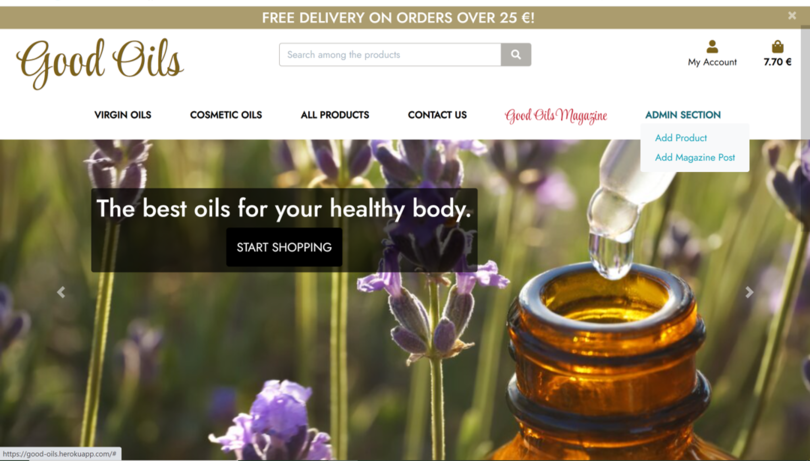 FREE DELIVERY ON ORDERS OVER 25 €!
Good Oils
Search among the products
My Account
7.70 €
VIRGIN OILS
COSMETIC OILS
ALL PRODUCTS
CONTACT US
Good Oils Magazine
ADMIN SECTION
Add Product
Add Magazine Post
The best oils for your healthy body.
START SHOPPING
https://good-oils.herokuapp.com/#